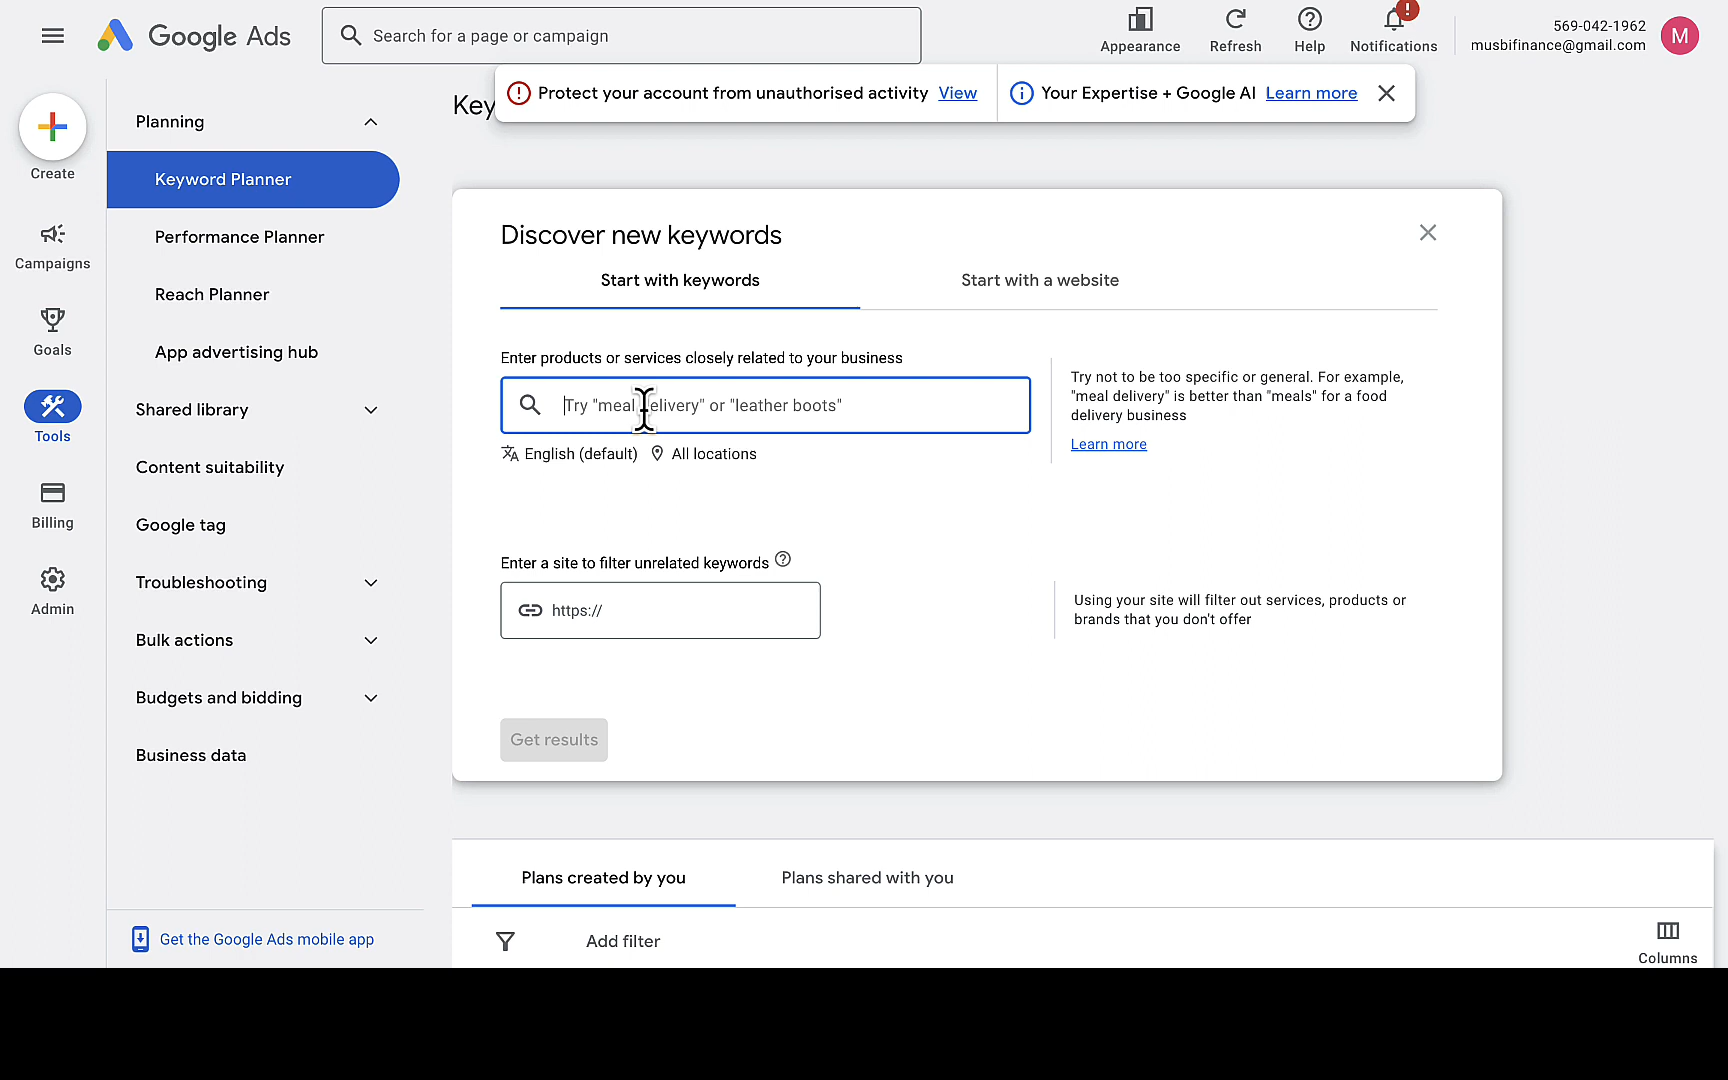 Google Ads
Search for a page or campaign
Appearance
Refresh
Help
Notifications
!
569-042-1962
musbifinance@gmail.com
M
Protect your account from unauthorised activity View
Your Expertise + Google AI Learn more
Create
Campaigns
Goals
Tools
Billing
Admin
Planning
Keyword Planner
Performance Planner
Reach Planner
App advertising hub
Shared library
Content suitability
Google tag
Troubleshooting
Bulk actions
Budgets and bidding
Business data
Get the Google Ads mobile app
Key
Discover new keywords
Start with keywords
Start with a website
Enter products or services closely related to your business
Try "meal delivery" or "leather boots"
English (default) All locations
Try not to be too specific or general. For example,
"meal delivery" is better than "meals" for a food
delivery business
Learn more
Enter a site to filter unrelated keywords
https://
Using your site will filter out services, products or
brands that you don't offer
Get results
Plans created by you
Plans shared with you
Add filter
Columns